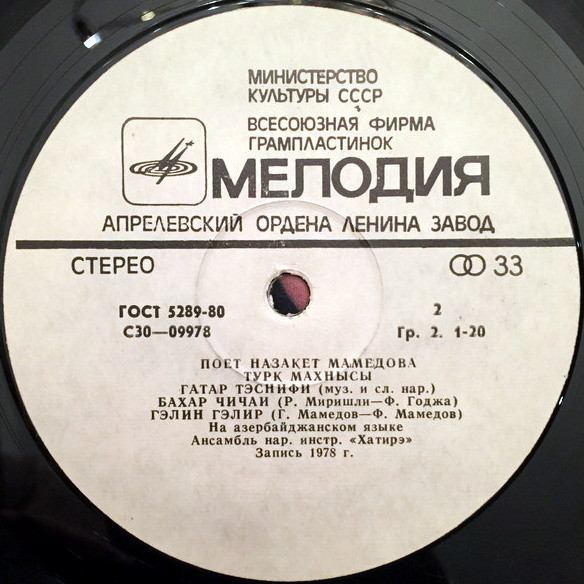 МИНИСТЕРСТВО
КУЛЬТУРЫ СССР
ВСЕСОЮЗНАЯ ФИРМА
ГРАМПЛАСТИНОК
МЕЛОДИЯ
АПРЕЛЕВСКИЙ ОРДЕНА ЛЕНИНА ЗАВОД
СТЕРЕО 33
ГОСТ 5289-80 2
С30—09978 Гр. 2. 1-20
ПОЕТ НАЗАКЕТ МАМЕДОВА
ТУРК МАХНЫСЫ
ГАТАР ТЭСНИФИ (муз. и сл. нар.)
БАХАР ЧИЧАИ (Р. Миришли—Ф. Годжа)
ГЭЛИН ГЭЛИР (Г. Мамедов—Ф. Мамедов)
На азербайджанском языке
Ансамбль нар. инстр. «Хатирэ»
Запись 1978 г.